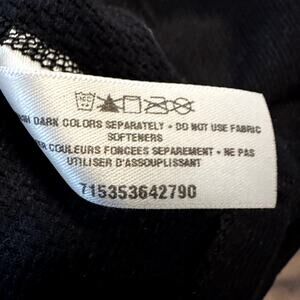 DARK COLORS SEPARATELY • DO NOT USE FABRIC
SOFTENERS
COULEURS FONCEES SEPAREMENT • NE PAS
UTILISER D'ASSOUPLISSANT
715353642790